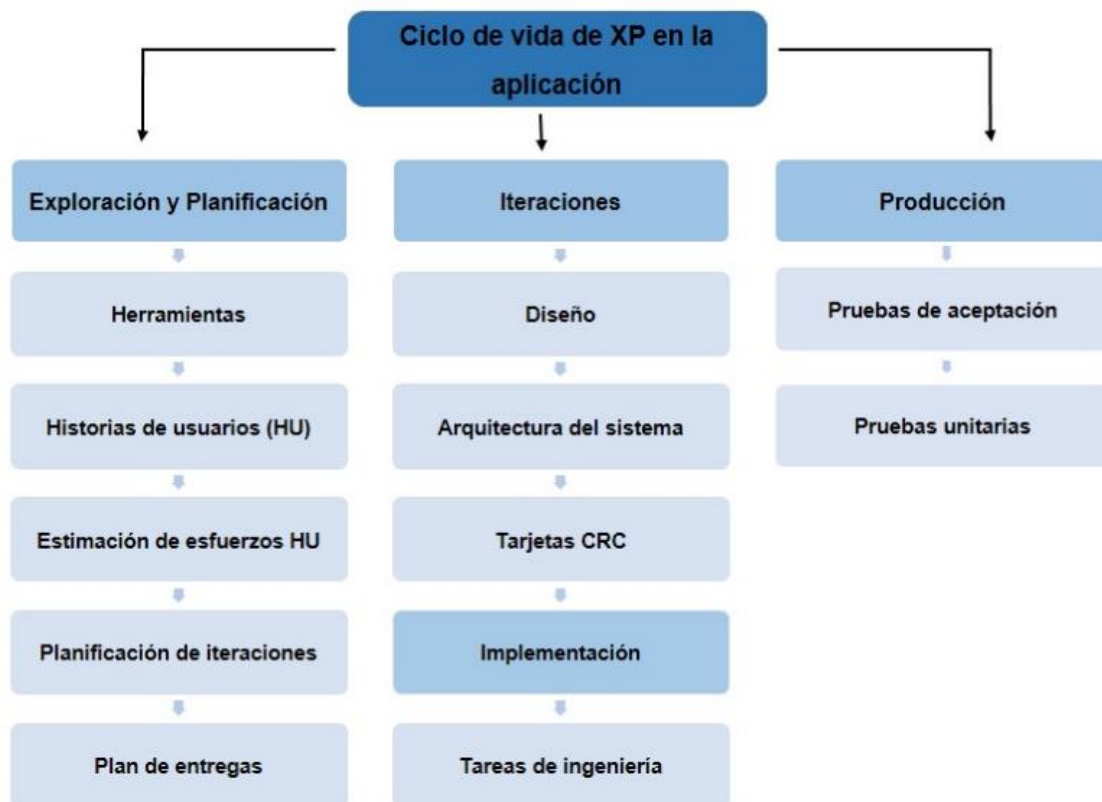 Ciclo de vida de XP en la
aplicación
Exploración y Planificación
Herramientas
Historias de usuarios (HU)
Estimación de esfuerzos HU
Planificación de iteraciones
Plan de entregas
Iteraciones
Diseño
Arquitectura del sistema
Tarjetas CRC
Implementación
Tareas de ingeniería
Producción
Pruebas de aceptación
Pruebas unitarias